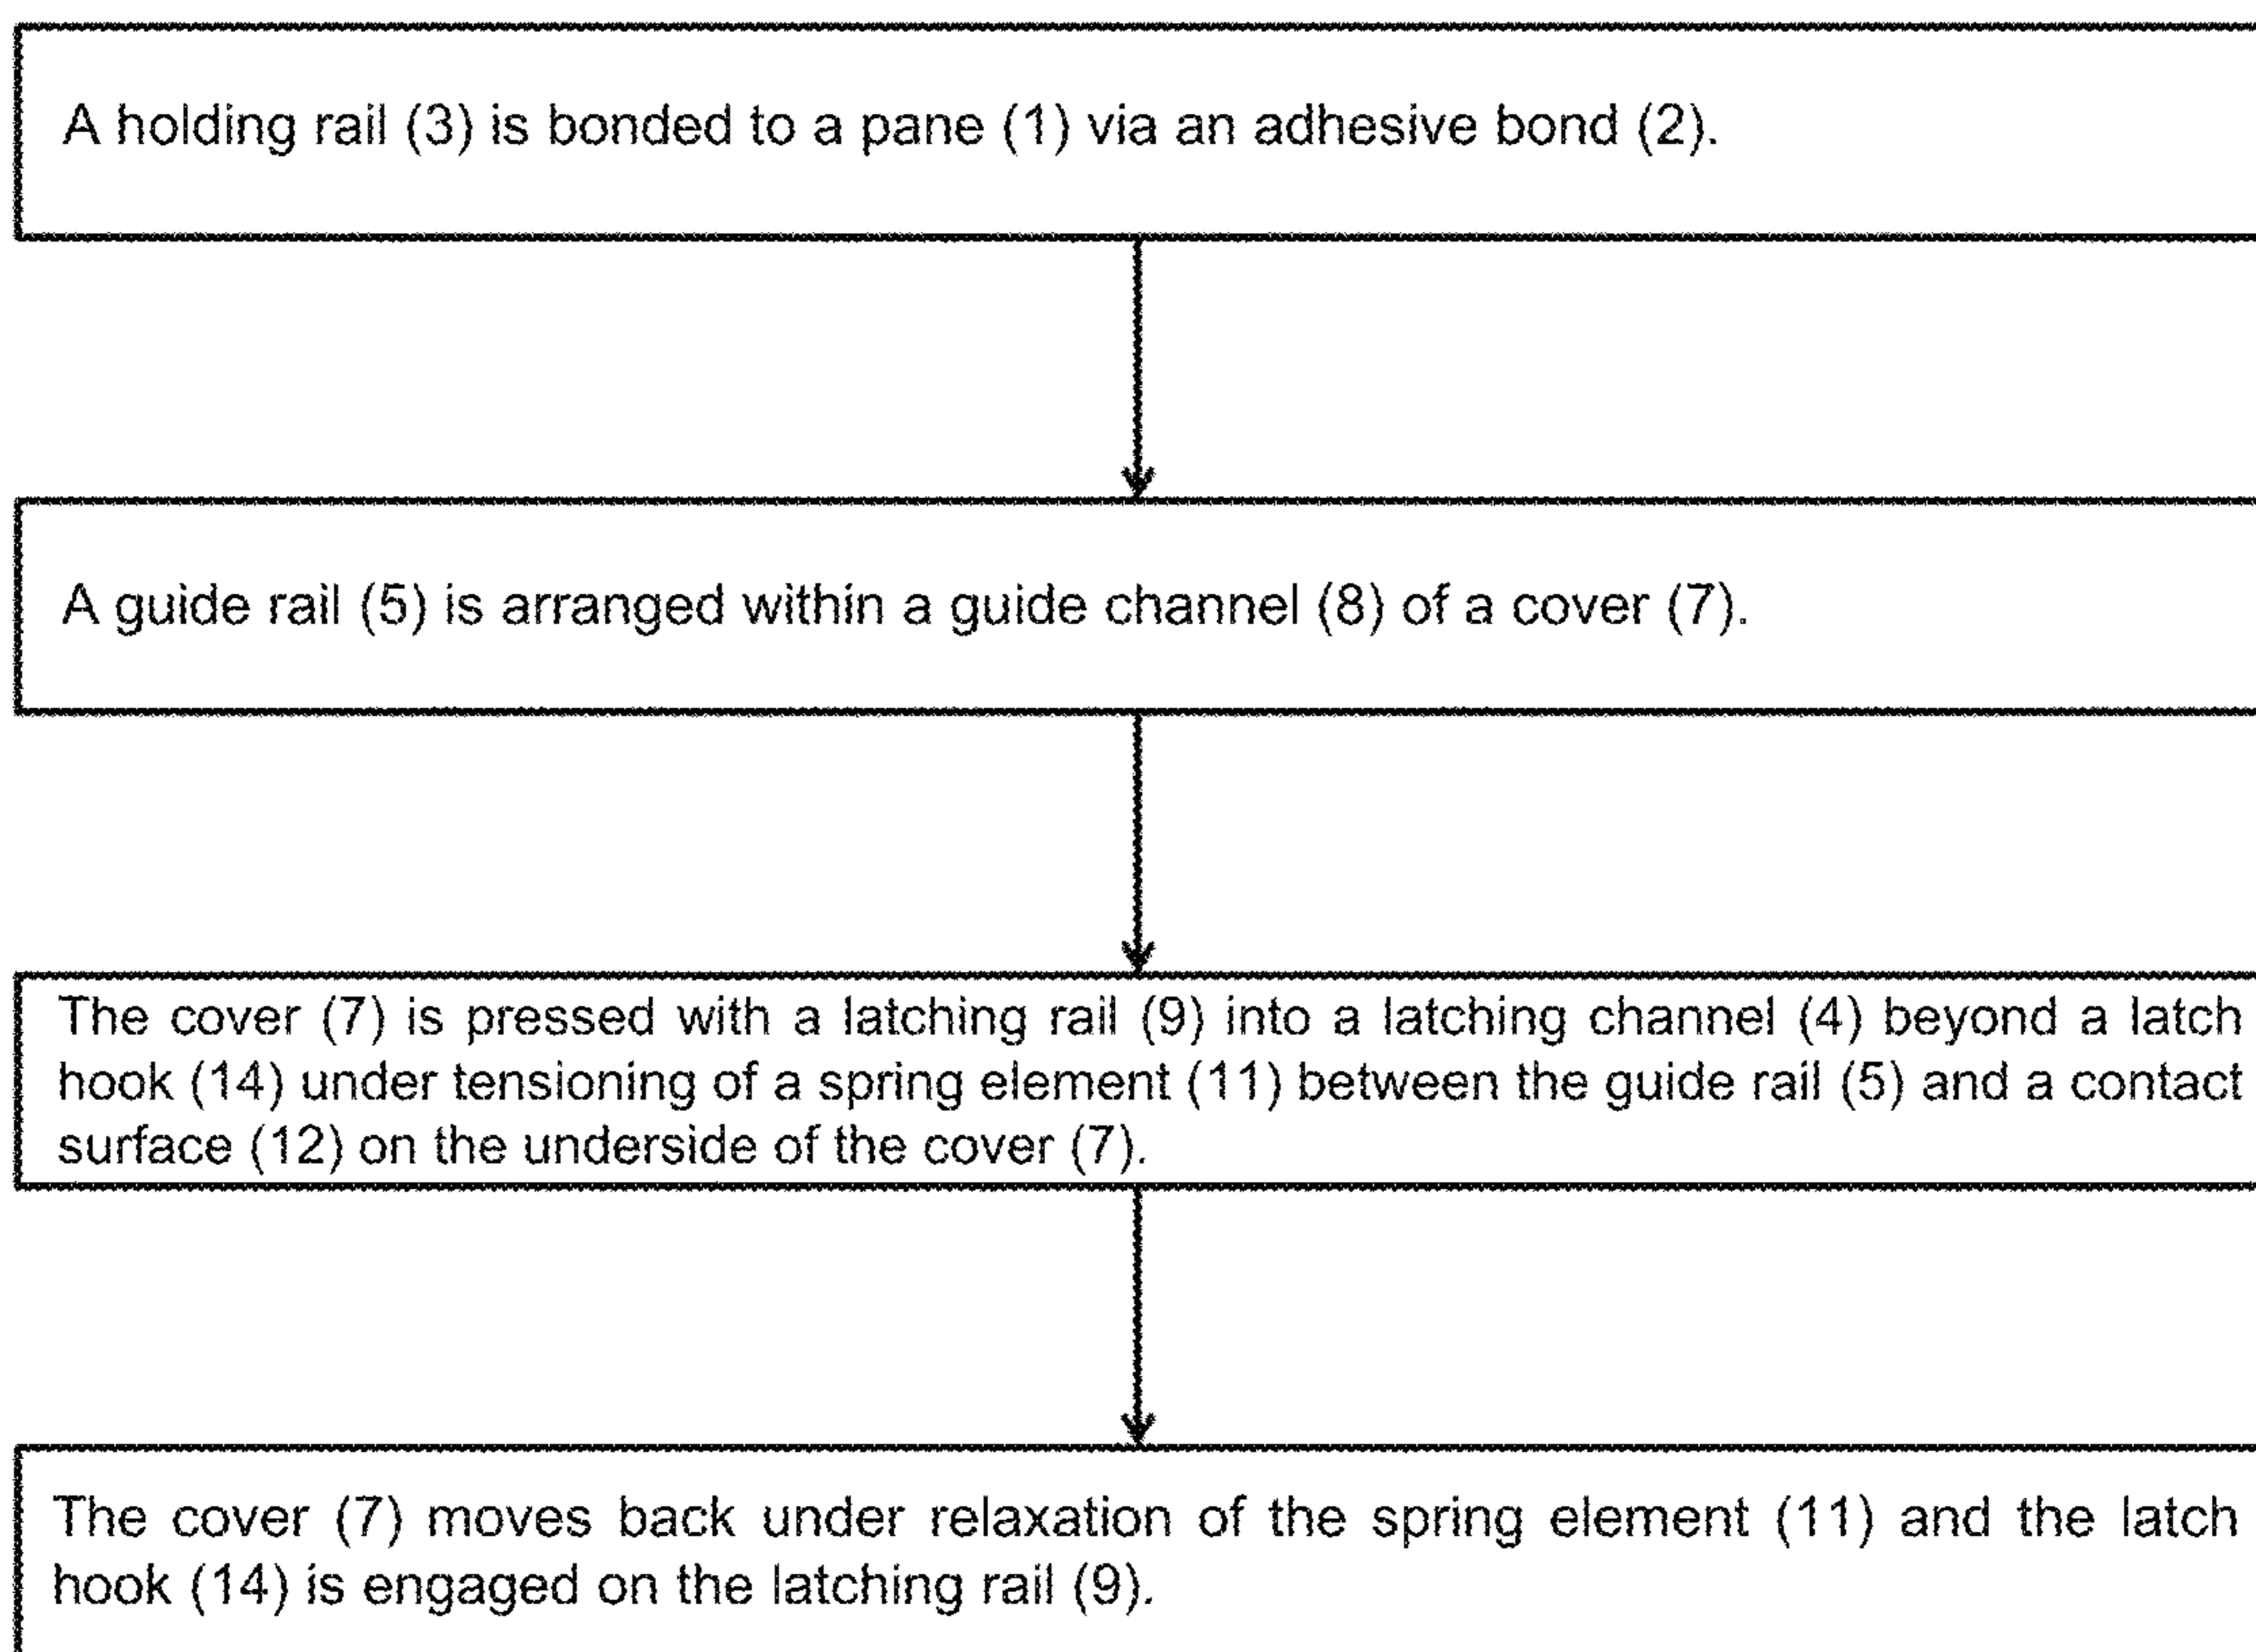 A holding rail (3) is bonded to a pane (1) via an adhesive bond (2).
A guide rail (5) is arranged within a guide channel (8) of a cover (7).
The cover (7) is pressed with a latching rail (9) into a latching channel (4) beyond a latch
hook (14) under tensioning of a spring element (11) between the guide rail (5) and a contact
surface (12) on the underside of the cover (7).
The cover (7) moves back under relaxation of the spring element (11) and the latch
hook (14) is engaged on the latching rail (9).